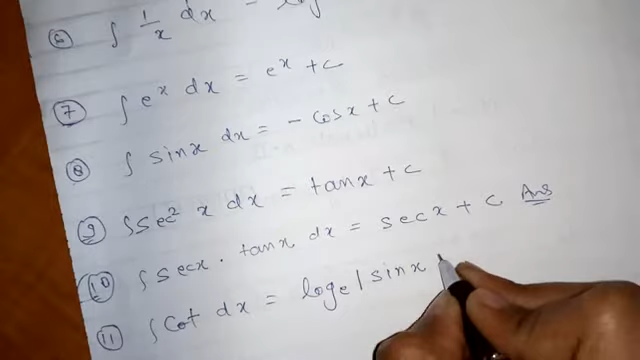 ⑥ ∫ 1/x dx = log
⑦ ∫ eˣ dx = eˣ + c
⑧ ∫ sinx dx = - cosx + c
⑨ ∫ sec² x dx = tanx + c
⑩ ∫ secx . tanx dx = secx + c Ans
⑪ ∫ cot dx = logₑ | sinx